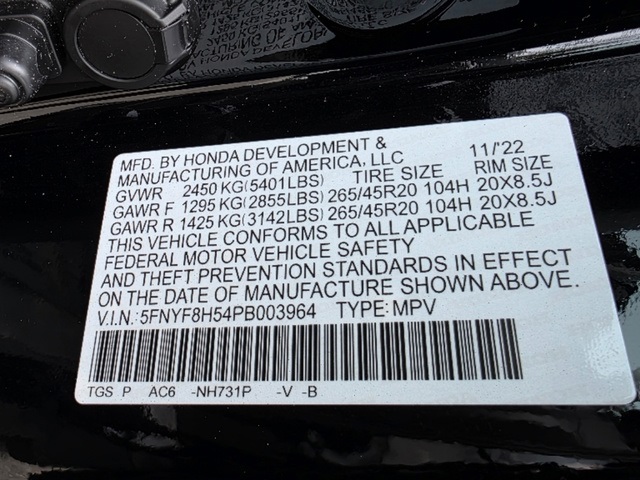 MFD. BY HONDA DEVELOPMENT &
MANUFACTURING OF AMERICA, LLC 11/'22
GVWR 2450 KG(5401LBS) TIRE SIZE RIM SIZE
GAWR F 1295 KG(2855LBS) 265/45R20 104H 20X8.5J
GAWR R 1425 KG(3142LBS) 265/45R20 104H 20X8.5J
THIS VEHICLE CONFORMS TO ALL APPLICABLE
FEDERAL MOTOR VEHICLE SAFETY
AND THEFT PREVENTION STANDARDS IN EFFECT
ON THE DATE OF MANUFACTURE SHOWN ABOVE.
V.I.N.: 5FNYF8H54PB003964 TYPE: MPV
TGS P AC6 -NH731P -V -B